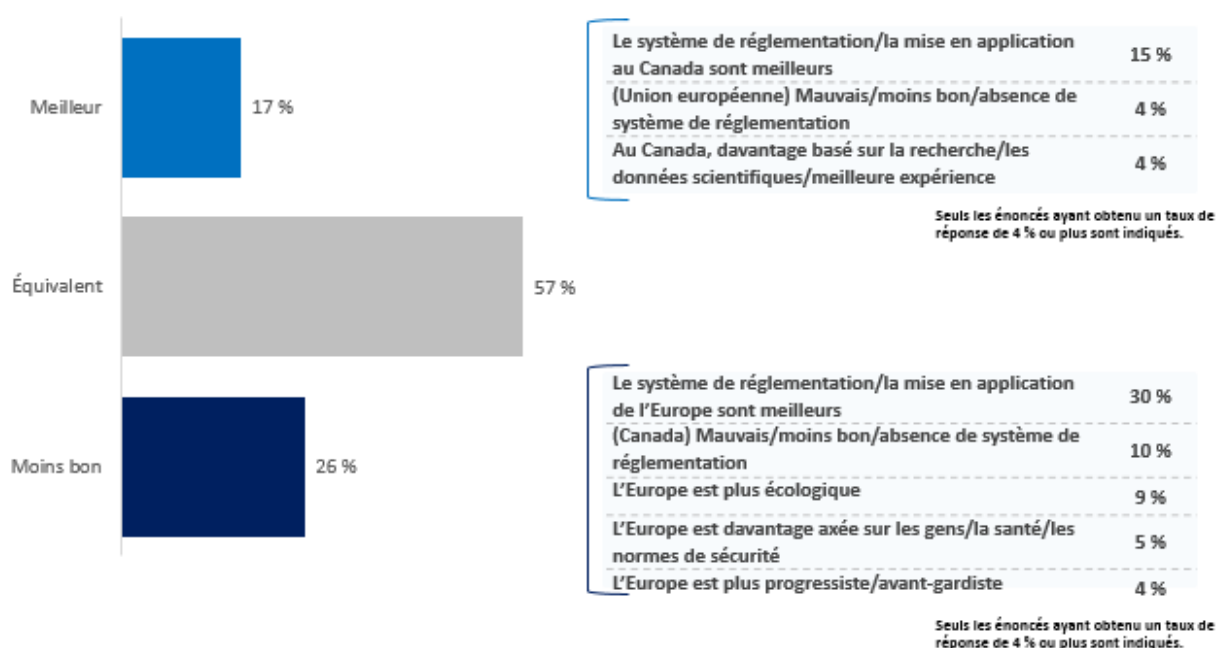 Meilleur
17 %
Le système de réglementation/la mise en application
au Canada sont meilleurs
15 %
(Union européenne) Mauvais/moins bon/absence de
système de réglementation
4 %
Au Canada, davantage basé sur la recherche/les
données scientifiques/meilleure expérience
4 %
Seuls les énoncés ayant obtenu un taux de
réponse de 4 % ou plus sont indiqués.
Équivalent
57 %
Moins bon
26 %
Le système de réglementation/la mise en application
de l’Europe sont meilleurs
30 %
(Canada) Mauvais/moins bon/absence de système de
réglementation
10 %
L’Europe est plus écologique
9 %
L’Europe est davantage axée sur les gens/la santé/les
normes de sécurité
5 %
L’Europe est plus progressiste/avant-gardiste
4 %
Seuls les énoncés ayant obtenu un taux de
réponse de 4 % ou plus sont indiqués.